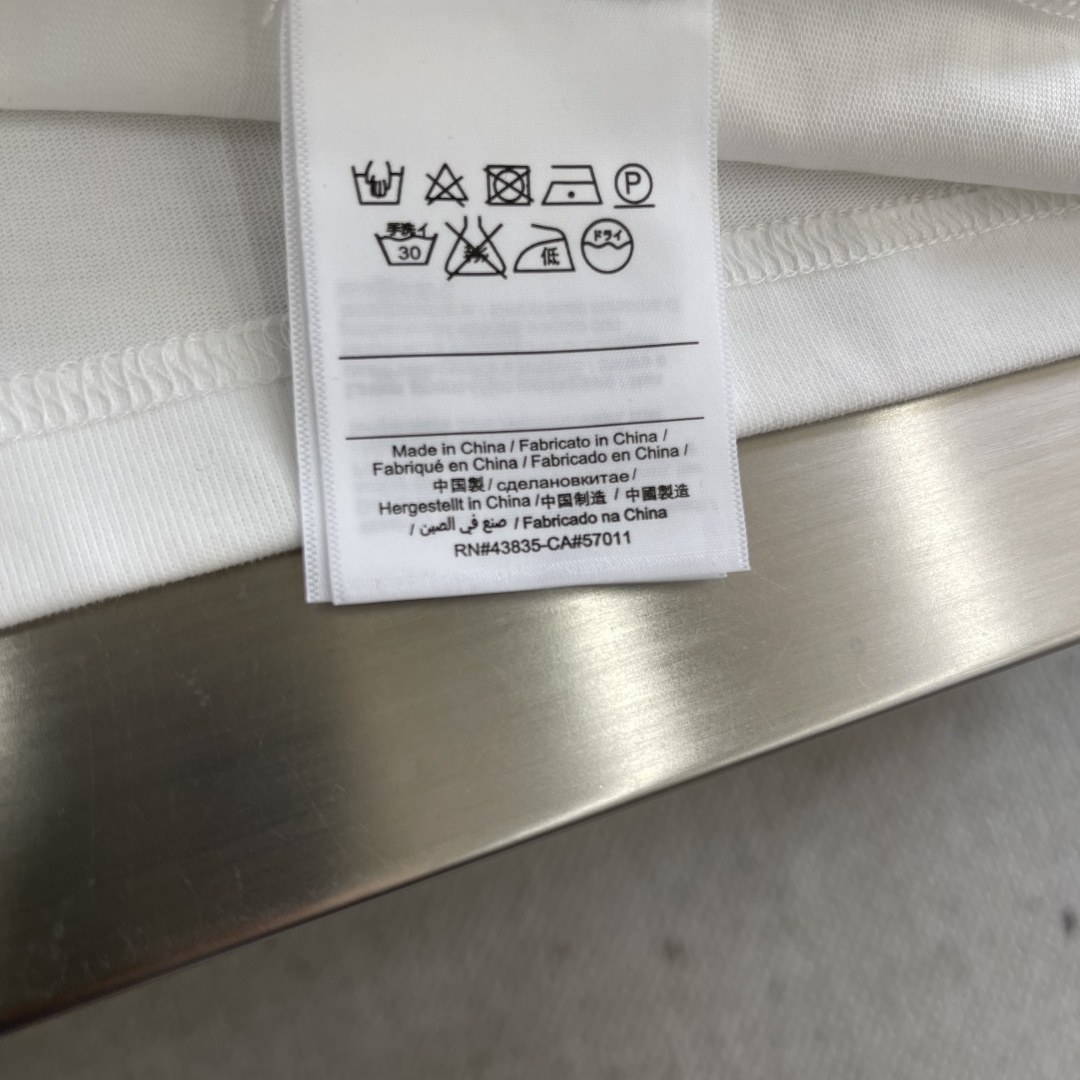 P
手洗イ
30
低
ドライ
Made in China / Fabricato in China /
Fabriqué en China / Fabricado en China /
中国製 / сделановкитае /
Hergestellt in China /中国制造 / 中國製造
/ صنع في الصين / Fabricado na China
RN#43835-CA#57011